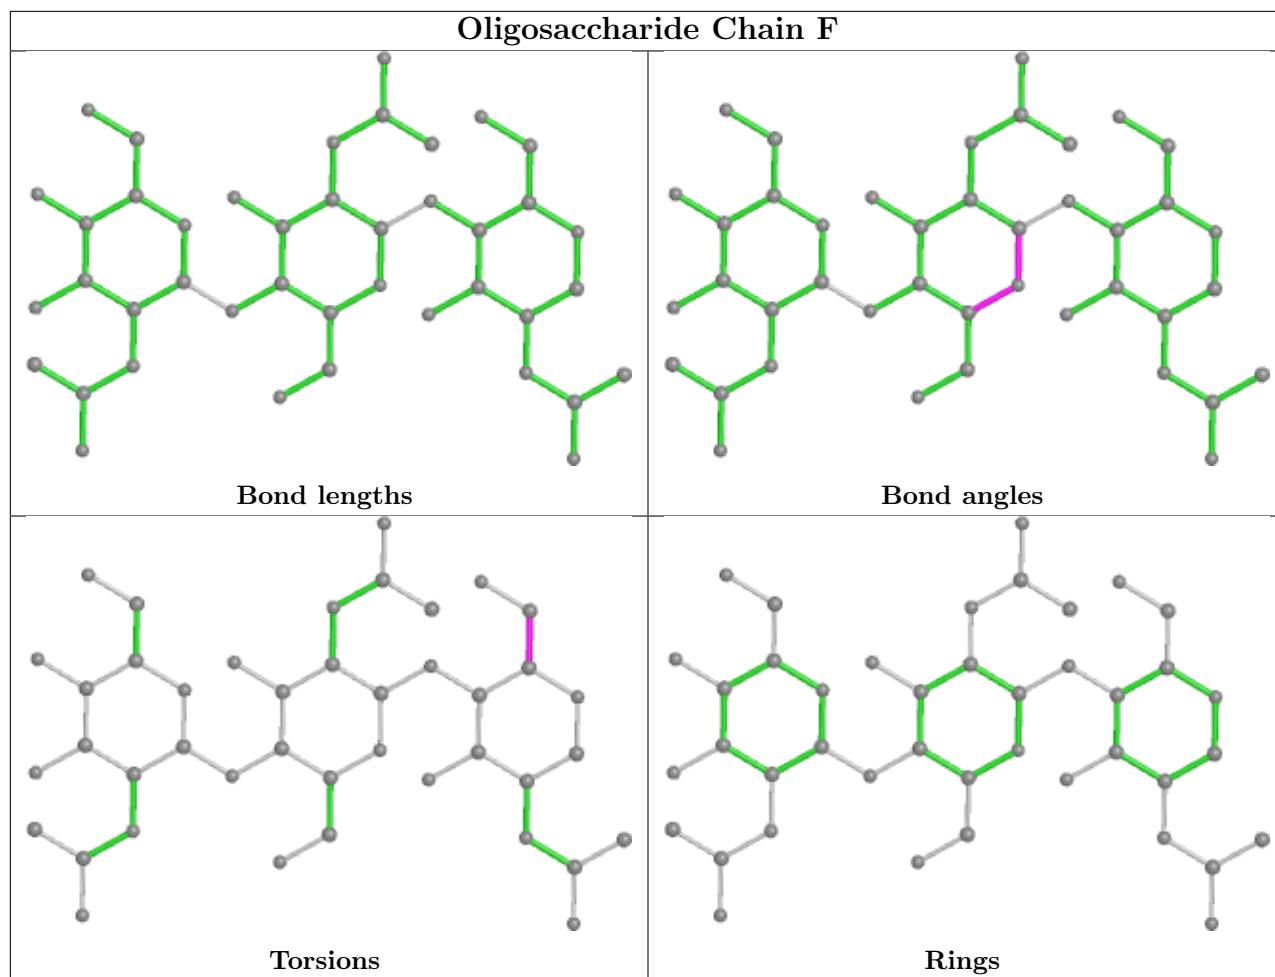 Oligosaccharide Chain F
Bond lengths
Bond angles
Torsions
Rings